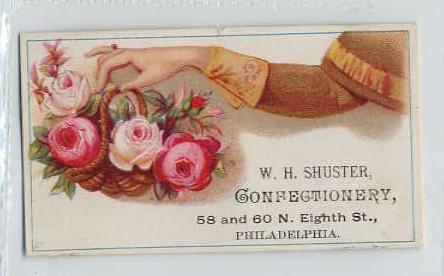 W. H. SHUSTER,
CONFECTIONERY,
58 and 60 N. Eighth St.,
PHILADELPHIA.